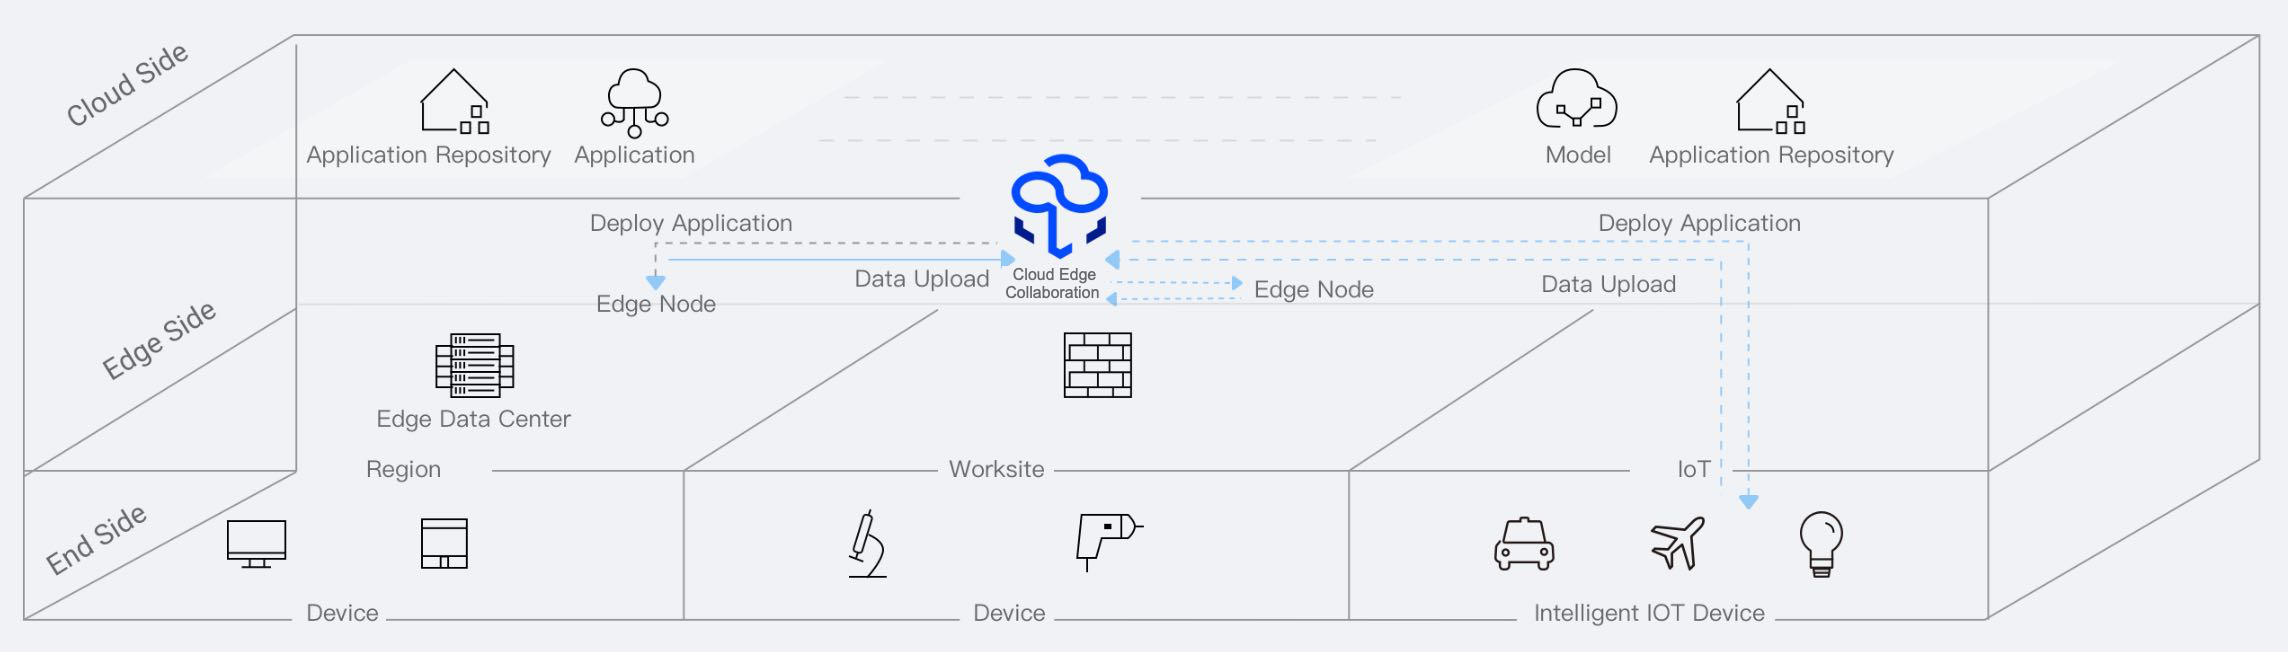 Cloud Side
Application Repository
Application
Model
Application Repository
Deploy Application
Deploy Application
Data Upload
Cloud Edge
Collaboration
Edge Node
Data Upload
Edge Node
Edge Side
Edge Data Center
Region
Worksite
IoT
End Side
Device
Device
Intelligent IOT Device